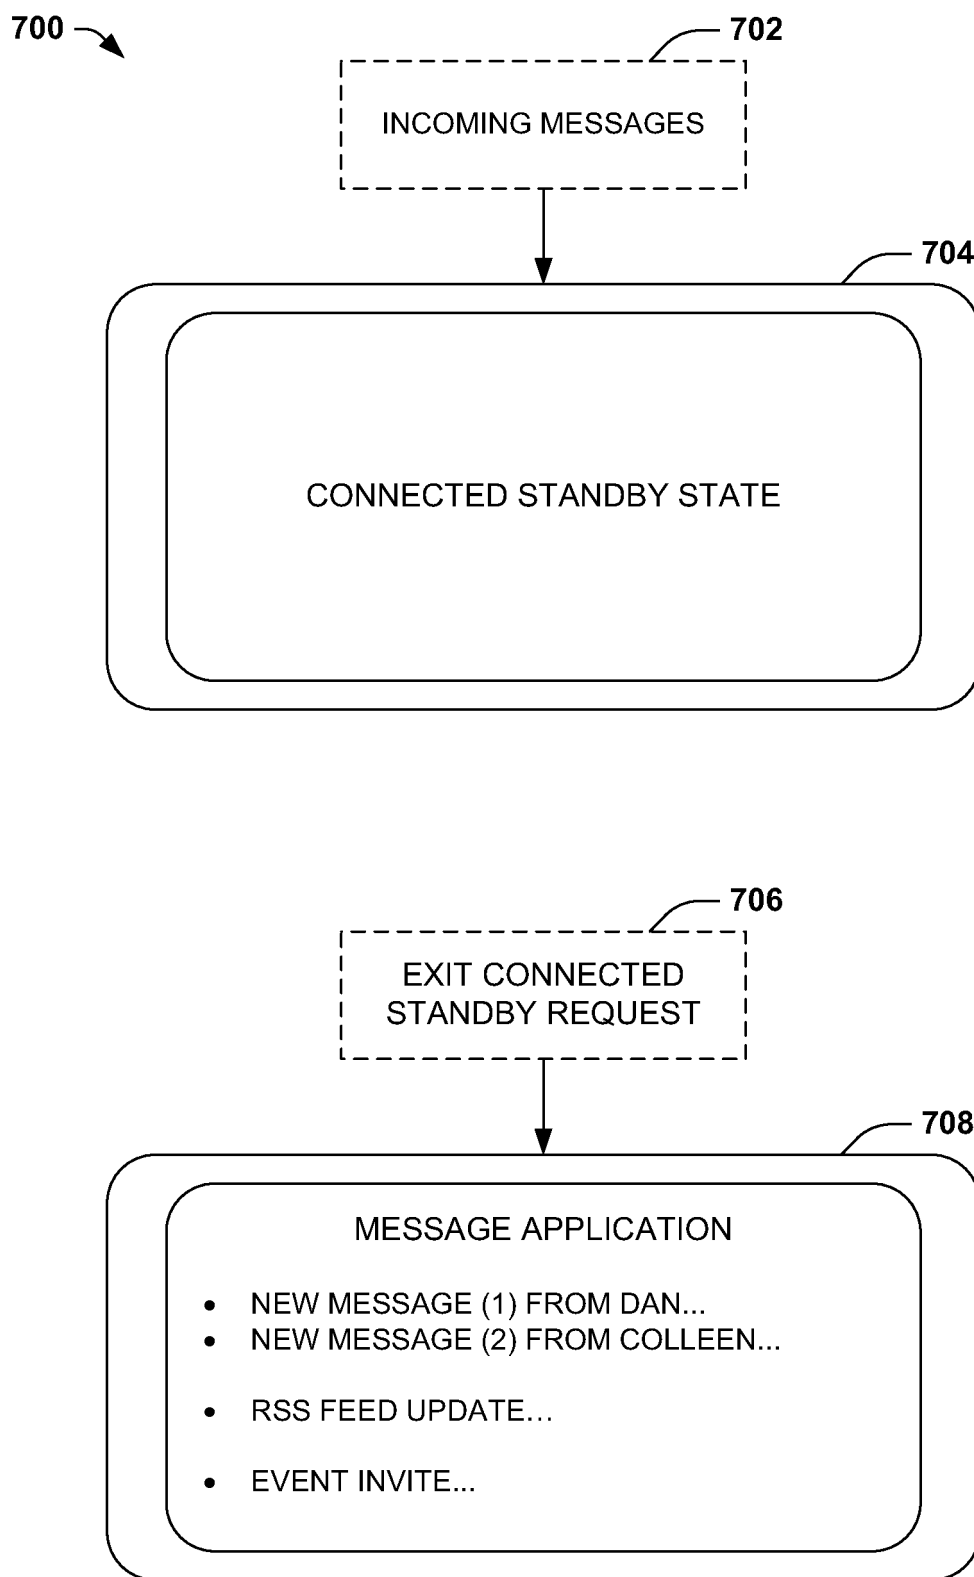 700
702
INCOMING MESSAGES
704
CONNECTED STANDBY STATE
706
EXIT CONNECTED
STANDBY REQUEST
708
MESSAGE APPLICATION
• NEW MESSAGE (1) FROM DAN...
• NEW MESSAGE (2) FROM COLLEEN...
• RSS FEED UPDATE...
• EVENT INVITE...